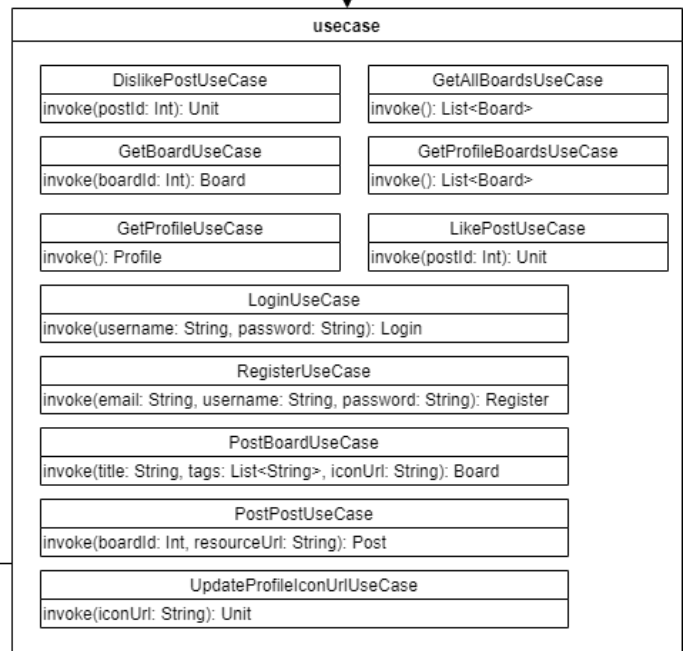 usecase
DislikePostUseCase
invoke(postId: Int): Unit
GetAllBoardsUseCase
invoke(): List<Board>
GetBoardUseCase
invoke(boardId: Int): Board
GetProfileBoardsUseCase
invoke(): List<Board>
GetProfileUseCase
invoke(): Profile
LikePostUseCase
invoke(postId: Int): Unit
LoginUseCase
invoke(username: String, password: String): Login
RegisterUseCase
invoke(email: String, username: String, password: String): Register
PostBoardUseCase
invoke(title: String, tags: List<String>, iconUrl: String): Board
PostPostUseCase
invoke(boardId: Int, resourceUrl: String): Post
UpdateProfileIconUrlUseCase
invoke(iconUrl: String): Unit